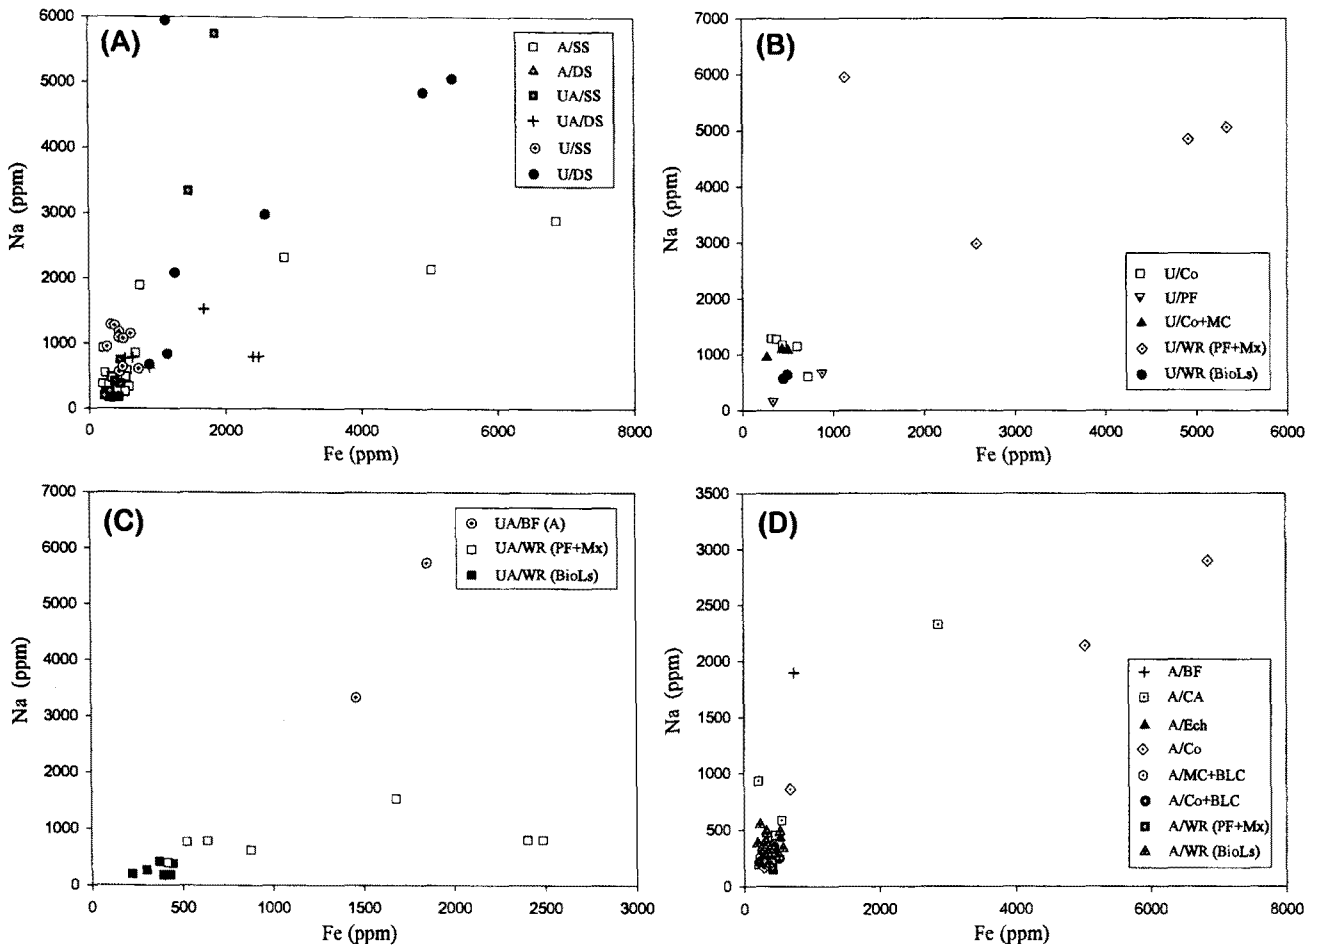 (A)
Na (ppm)
6000
5000
4000
3000
2000
1000
0
0 2000 4000 6000 8000
Fe (ppm)
A/SS
A/DS
UA/SS
UA/DS
U/SS
U/DS
(B)
Na (ppm)
7000
6000
5000
4000
3000
2000
1000
0
0 1000 2000 3000 4000 5000 6000
Fe (ppm)
U/Co
U/PF
U/Co+MC
U/WR (PF+Mx)
U/WR (BioLs)
(C)
Na (ppm)
7000
6000
5000
4000
3000
2000
1000
0
0 500 1000 1500 2000 2500 3000
Fe (ppm)
UA/BF (A)
UA/WR (PF+Mx)
UA/WR (BioLs)
(D)
Na (ppm)
3500
3000
2500
2000
1500
1000
500
0
0 2000 4000 6000 8000
Fe (ppm)
A/BF
A/CA
A/Ech
A/Co
A/MC+BLC
A/Co+BLC
A/WR (PF+Mx)
A/WR (BioLs)